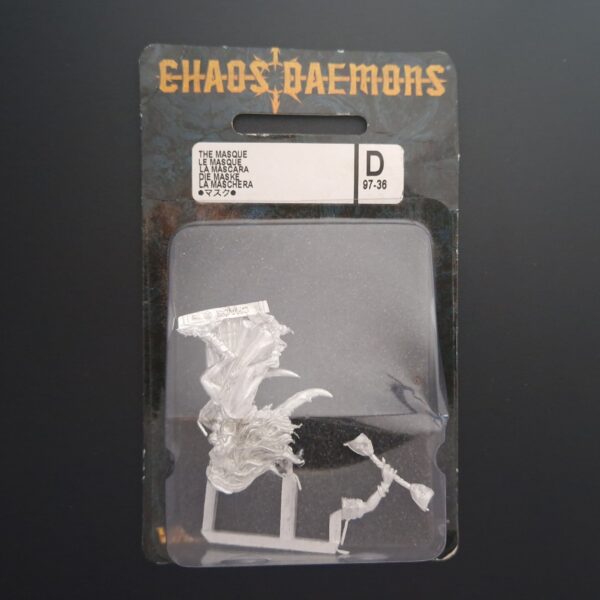 CHAOS DAEMONS
THE MASQUE
LE MASQUE
LA MASCARA
DIE MASKE
LA MASCHERA
●マスク●
D
97-36